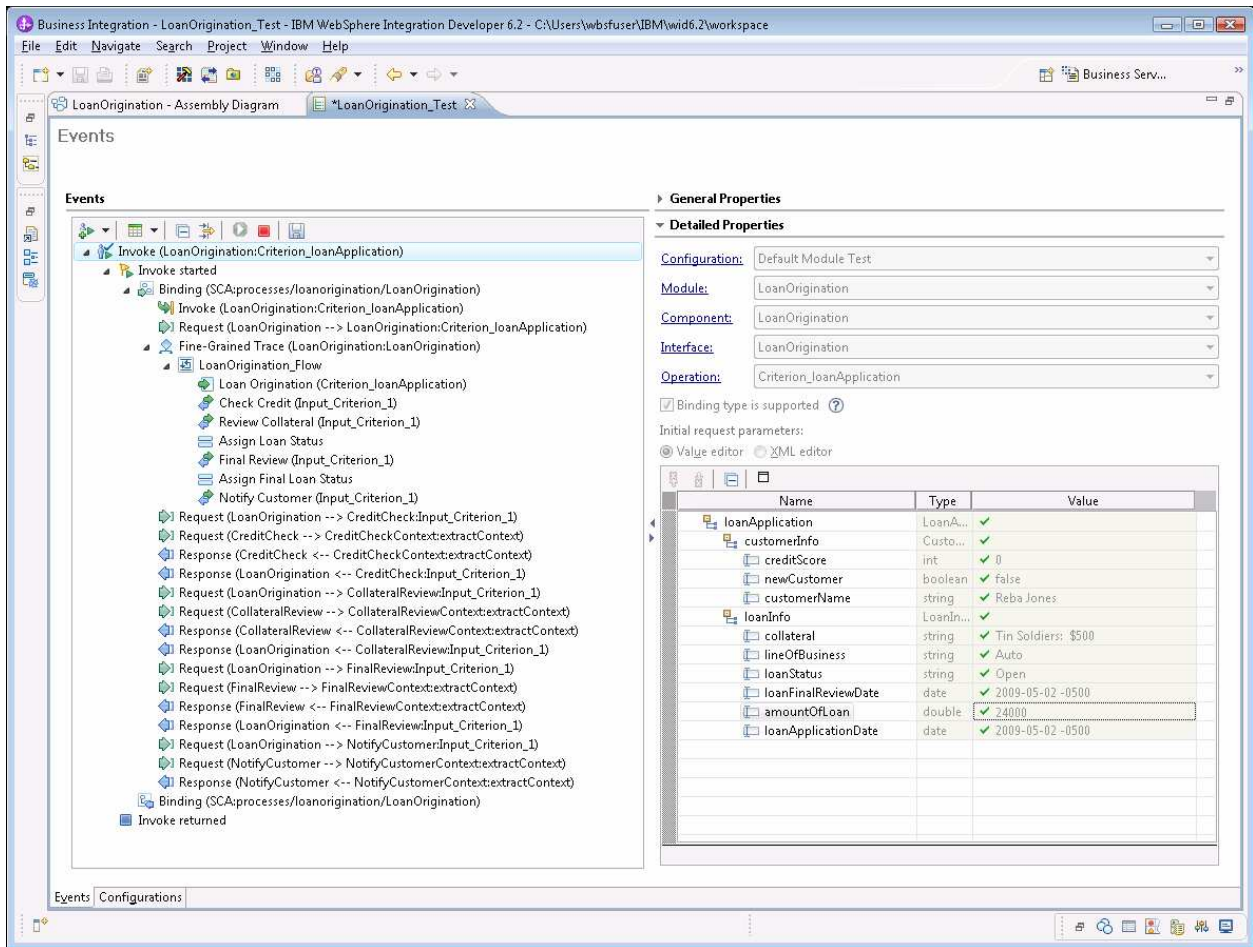 Business Integration - LoanOrigination_Test - IBM WebSphere Integration Developer 6.2 - C:\Users\wbsfuser\IBM\wid6.2\workspace
File Edit Navigate Search Project Window Help
Business Serv...
LoanOrigination - Assembly Diagram
*LoanOrigination_Test
Events
Events
Invoke (LoanOrigination:Criterion_loanApplication)
Invoke started
Binding (SCA:processes/loanorigination/LoanOrigination)
Invoke (LoanOrigination:Criterion_loanApplication)
Request (LoanOrigination --> LoanOrigination:Criterion_loanApplication)
Fine-Grained Trace (LoanOrigination:LoanOrigination)
LoanOrigination_Flow
Loan Origination (Criterion_loanApplication)
Check Credit (Input_Criterion_1)
Review Collateral (Input_Criterion_1)
Assign Loan Status
Final Review (Input_Criterion_1)
Assign Final Loan Status
Notify Customer (Input_Criterion_1)
Request (LoanOrigination --> CreditCheck:Input_Criterion_1)
Request (CreditCheck --> CreditCheckContext:extractContext)
Response (CreditCheck <-- CreditCheckContext:extractContext)
Response (LoanOrigination <-- CreditCheck:Input_Criterion_1)
Request (LoanOrigination --> CollateralReview:Input_Criterion_1)
Request (CollateralReview --> CollateralReviewContext:extractContext)
Response (CollateralReview <-- CollateralReviewContext:extractContext)
Response (LoanOrigination <-- CollateralReview:Input_Criterion_1)
Request (LoanOrigination --> FinalReview:Input_Criterion_1)
Request (FinalReview --> FinalReviewContext:extractContext)
Response (FinalReview <-- FinalReviewContext:extractContext)
Response (LoanOrigination <-- FinalReview:Input_Criterion_1)
Request (LoanOrigination --> NotifyCustomer:Input_Criterion_1)
Request (NotifyCustomer --> NotifyCustomerContext:extractContext)
Response (NotifyCustomer <-- NotifyCustomerContext:extractContext)
Binding (SCA:processes/loanorigination/LoanOrigination)
Invoke returned
General Properties
Detailed Properties
Configuration: Default Module Test
Module: LoanOrigination
Component: LoanOrigination
Interface: LoanOrigination
Operation: Criterion_loanApplication
Binding type is supported
Initial request parameters:
Value editor XML editor
Name Type Value
loanApplication LoanA...
customerInfo Custo...
creditScore int 0
newCustomer boolean false
customerName string Reba Jones
loanInfo LoanIn...
collateral string Tin Soldiers: $500
lineOfBusiness string Auto
loanStatus string Open
loanFinalReviewDate date 2009-05-02 -0500
amountOfLoan double 24000
loanApplicationDate date 2009-05-02 -0500
Events Configurations